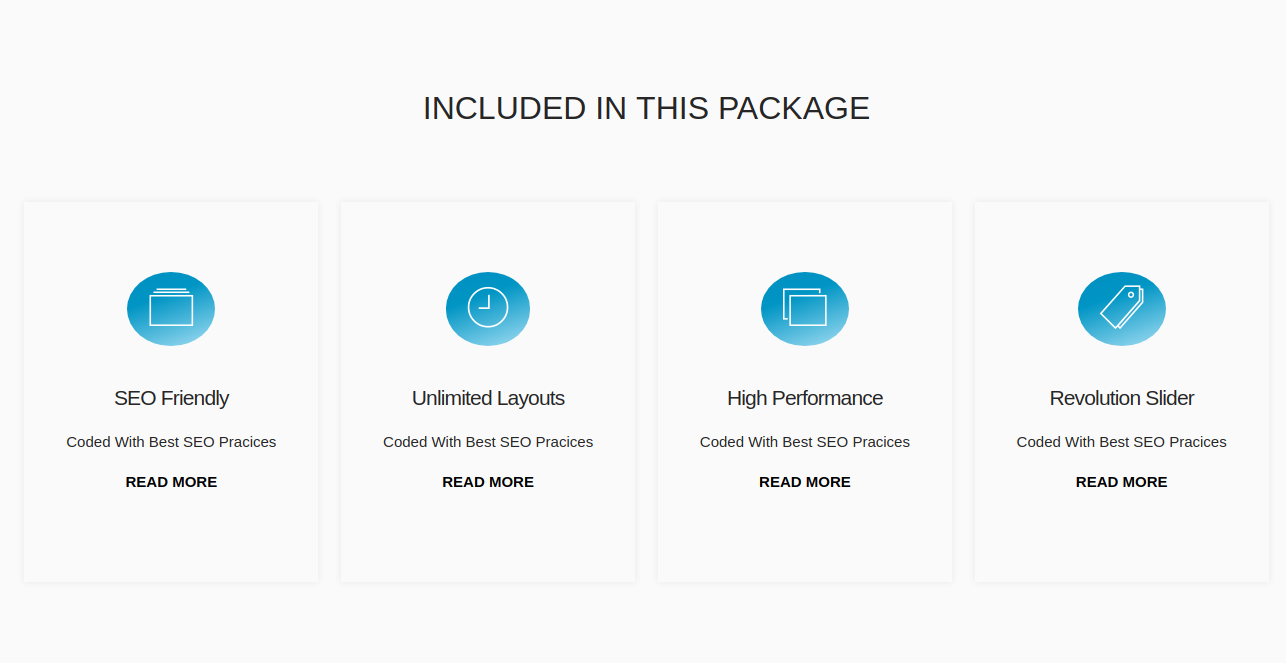 INCLUDED IN THIS PACKAGE
SEO Friendly
Coded With Best SEO Pracices
READ MORE
Unlimited Layouts
Coded With Best SEO Pracices
READ MORE
High Performance
Coded With Best SEO Pracices
READ MORE
Revolution Slider
Coded With Best SEO Pracices
READ MORE